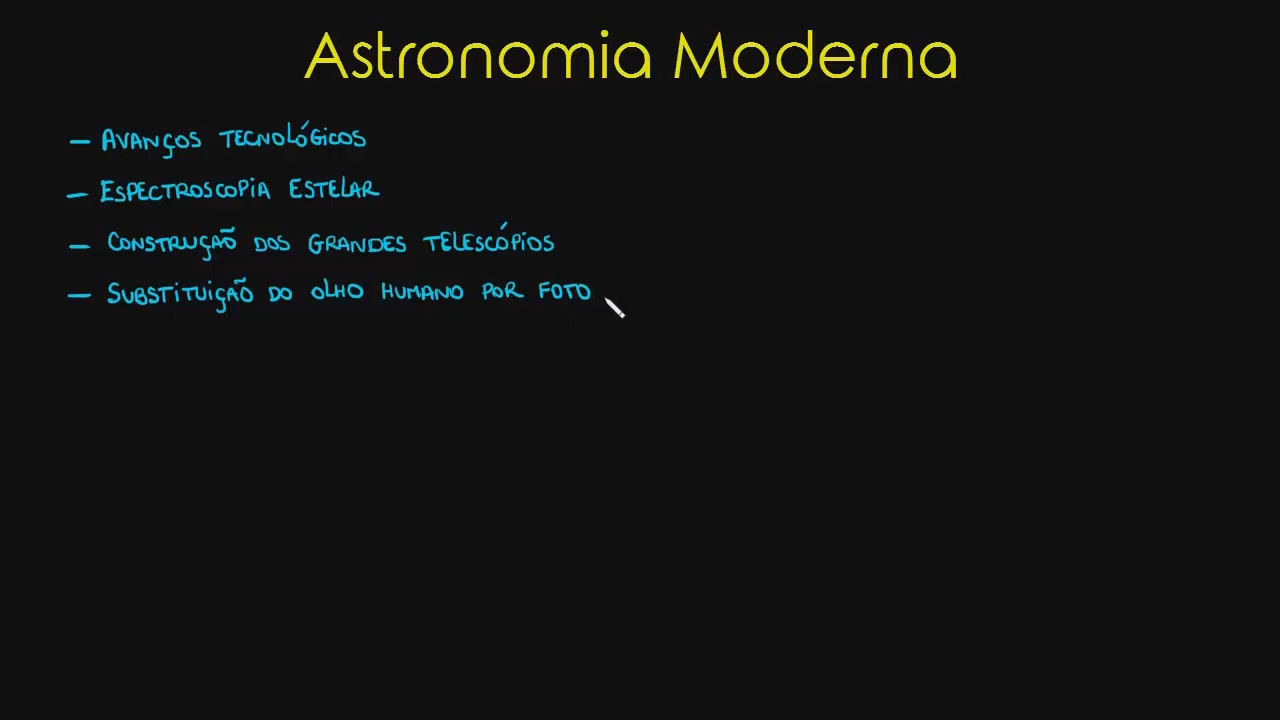 Astronomia Moderna
— AVANÇOS TECNOLÓGICOS
— ESPECTROSCOPIA ESTELAR
— CONSTRUÇÃO DOS GRANDES TELESCÓPIOS
— SUBSTITUIÇÃO DO OLHO HUMANO POR FOTO